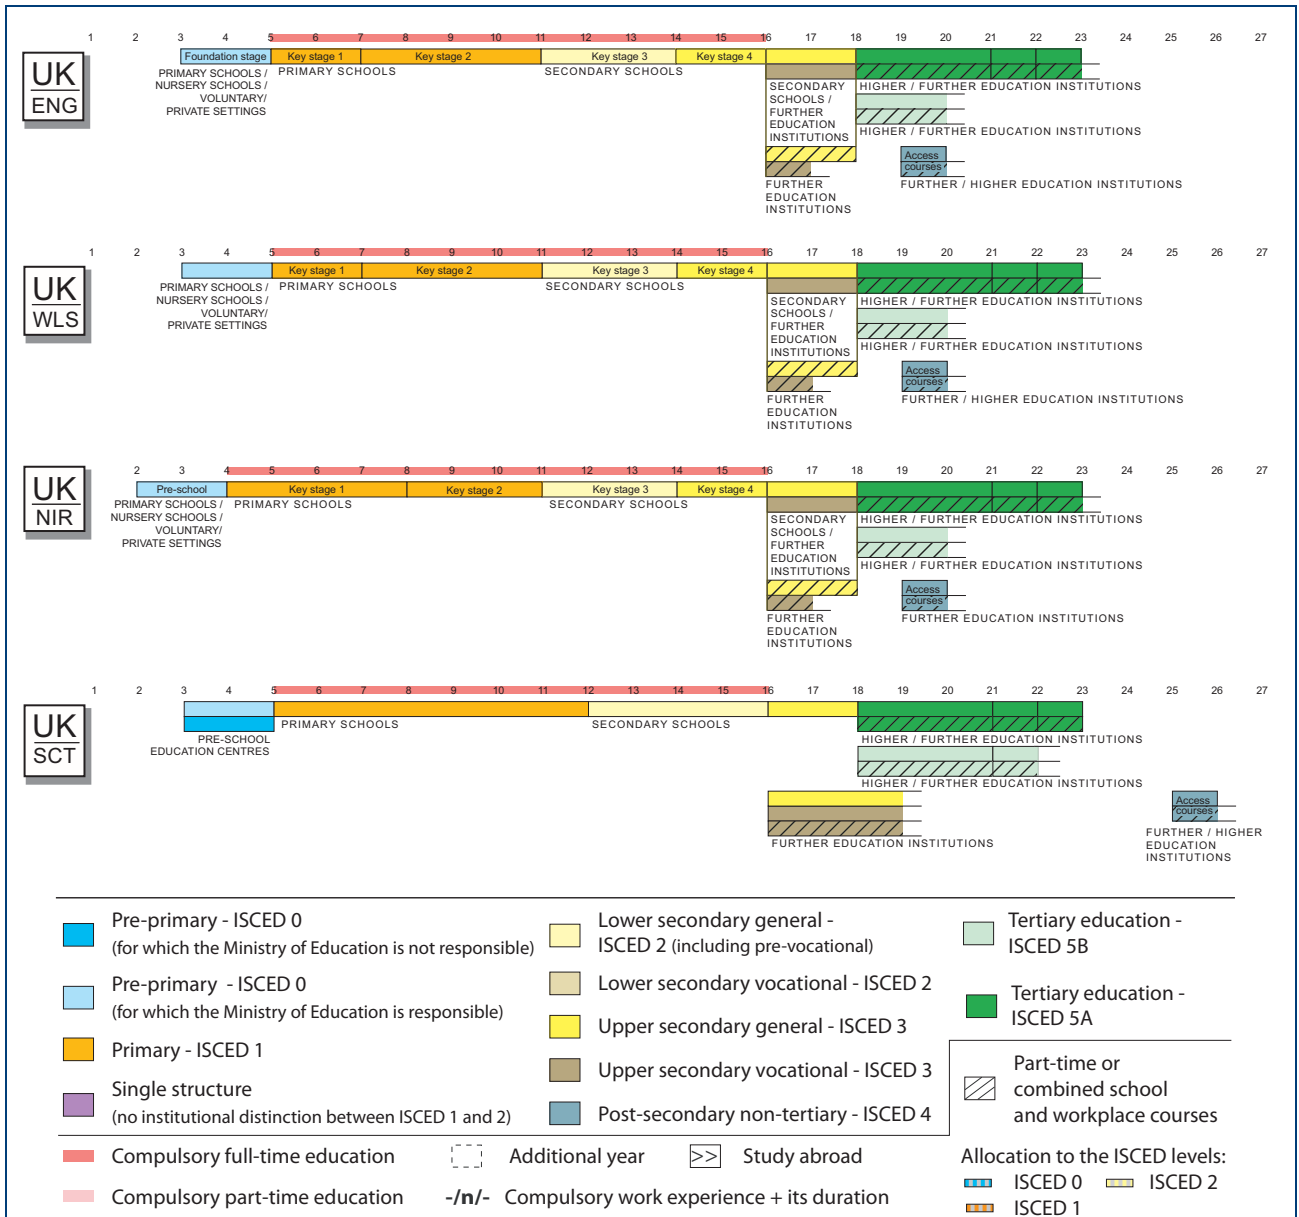 1 2 3 4 5 6 7 8 9 10 11 12 13 14 15 16 17 18 19 20 21 22 23 24 25 26 27
UK
ENG
Foundation stage Key stage 1 Key stage 2 Key stage 3 Key stage 4
PRIMARY SCHOOLS /
NURSERY SCHOOLS /
VOLUNTARY/
PRIVATE SETTINGS
PRIMARY SCHOOLS
SECONDARY SCHOOLS
SECONDARY
SCHOOLS /
FURTHER
EDUCATION
INSTITUTIONS
HIGHER / FURTHER EDUCATION INSTITUTIONS
HIGHER / FURTHER EDUCATION INSTITUTIONS
Access
courses
FURTHER
EDUCATION
INSTITUTIONS
FURTHER / HIGHER EDUCATION INSTITUTIONS
1 2 3 4 5 6 7 8 9 10 11 12 13 14 15 16 17 18 19 20 21 22 23 24 25 26 27
UK
WLS
Key stage 1 Key stage 2 Key stage 3 Key stage 4
PRIMARY SCHOOLS /
NURSERY SCHOOLS /
VOLUNTARY/
PRIVATE SETTINGS
PRIMARY SCHOOLS
SECONDARY SCHOOLS
SECONDARY
SCHOOLS /
FURTHER
EDUCATION
INSTITUTIONS
HIGHER / FURTHER EDUCATION INSTITUTIONS
HIGHER / FURTHER EDUCATION INSTITUTIONS
Access
courses
FURTHER
EDUCATION
INSTITUTIONS
FURTHER / HIGHER EDUCATION INSTITUTIONS
2 3 4 5 6 7 8 9 10 11 12 13 14 15 16 17 18 19 20 21 22 23 24 25 26 27
UK
NIR
Pre-school Key stage 1 Key stage 2 Key stage 3 Key stage 4
PRIMARY SCHOOLS /
NURSERY SCHOOLS /
VOLUNTARY/
PRIVATE SETTINGS
PRIMARY SCHOOLS
SECONDARY SCHOOLS
SECONDARY
SCHOOLS /
FURTHER
EDUCATION
INSTITUTIONS
HIGHER / FURTHER EDUCATION INSTITUTIONS
HIGHER / FURTHER EDUCATION INSTITUTIONS
Access
courses
FURTHER
EDUCATION
INSTITUTIONS
FURTHER EDUCATION INSTITUTIONS
1 2 3 4 5 6 7 8 9 10 11 12 13 14 15 16 17 18 19 20 21 22 23 24 25 26 27
UK
SCT
PRE-SCHOOL
EDUCATION CENTRES
PRIMARY SCHOOLS
SECONDARY SCHOOLS
HIGHER / FURTHER EDUCATION INSTITUTIONS
HIGHER / FURTHER EDUCATION INSTITUTIONS
FURTHER EDUCATION INSTITUTIONS
Access
courses
FURTHER / HIGHER
EDUCATION
INSTITUTIONS
Pre-primary - ISCED 0
(for which the Ministry of Education is not responsible)
Pre-primary - ISCED 0
(for which the Ministry of Education is responsible)
Primary - ISCED 1
Single structure
(no institutional distinction between ISCED 1 and 2)
Lower secondary general -
ISCED 2 (including pre-vocational)
Lower secondary vocational - ISCED 2
Upper secondary general - ISCED 3
Upper secondary vocational - ISCED 3
Post-secondary non-tertiary - ISCED 4
Tertiary education -
ISCED 5B
Tertiary education -
ISCED 5A
Part-time or
combined school
and workplace courses
Compulsory full-time education
Additional year
>> Study abroad
Compulsory part-time education
-/n/- Compulsory work experience + its duration
Allocation to the ISCED levels:
ISCED 0 ISCED 2
ISCED 1